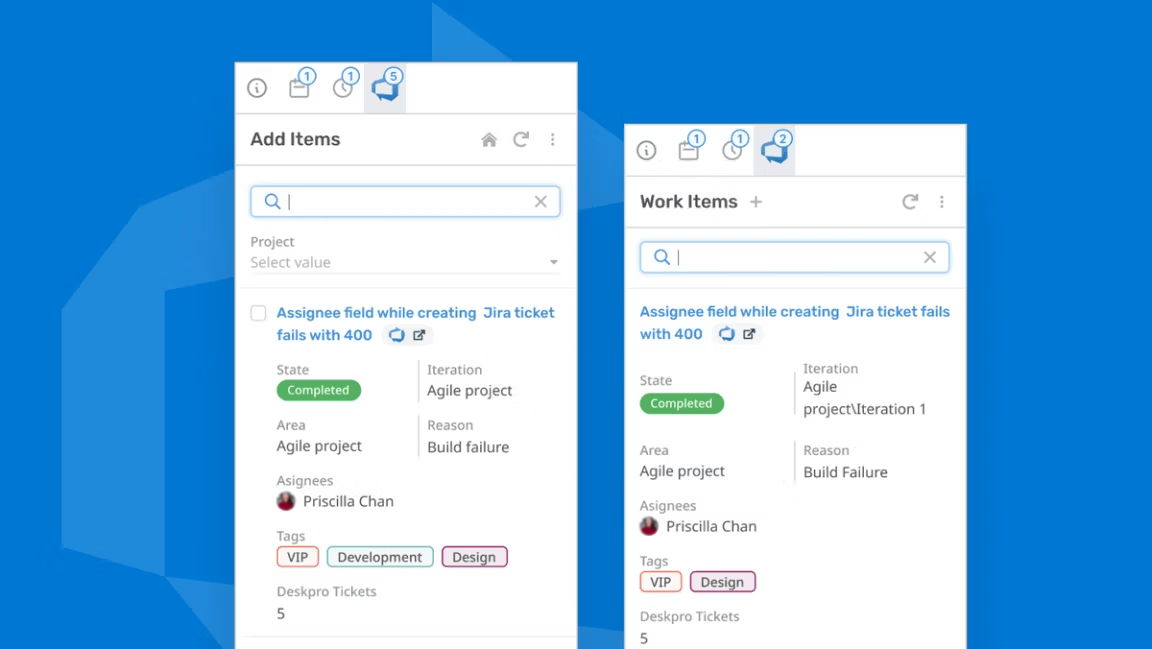 1
1
5
Add Items
Project
Select value
Assignee field while creating Jira ticket
fails with 400
State
Iteration
Completed
Agile project
Area
Reason
Agile project
Build failure
Asignees
Priscilla Chan
Tags
VIP
Development
Design
Deskpro Tickets
5
1
1
2
Work Items
Assignee field while creating Jira ticket fails
with 400
State
Iteration
Completed
Agile
project\Iteration 1
Area
Reason
Agile project
Build Failure
Asignees
Priscilla Chan
Tags
VIP
Design
Deskpro Tickets
5